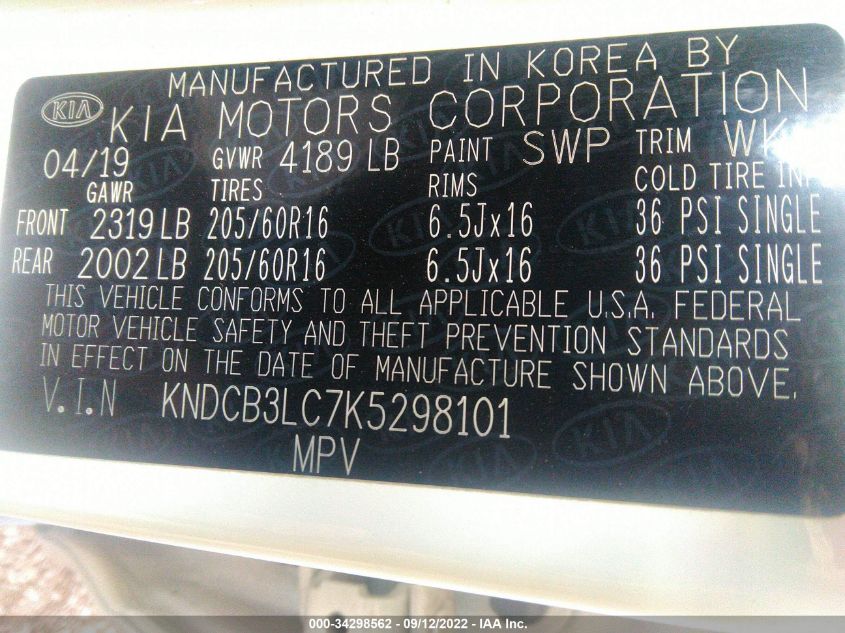 MANUFACTURED IN KOREA BY
KIA KIA MOTORS CORPORATION
04/19 GVWR 4189 LB PAINT SWP TRIM WK
GAWR TIRES RIMS COLD TIRE INF
FRONT 2319 LB 205/60R16 6.5Jx16 36 PSI SINGLE
REAR 2002 LB 205/60R16 6.5Jx16 36 PSI SINGLE
THIS VEHICLE CONFORMS TO ALL APPLICABLE U.S.A. FEDERAL
MOTOR VEHICLE SAFETY AND THEFT PREVENTION STANDARDS
IN EFFECT ON THE DATE OF MANUFACTURE SHOWN ABOVE.
V.I.N KNDCB3LC7K5298101
MPV
000-34298562 - 09/12/2022 - IAA Inc.